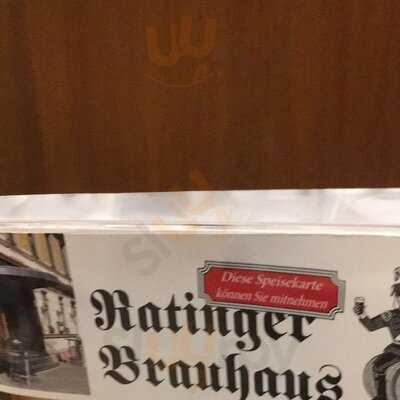 Diese Speisekarte
können Sie mitnehmen
Ratinger
Brauhaus